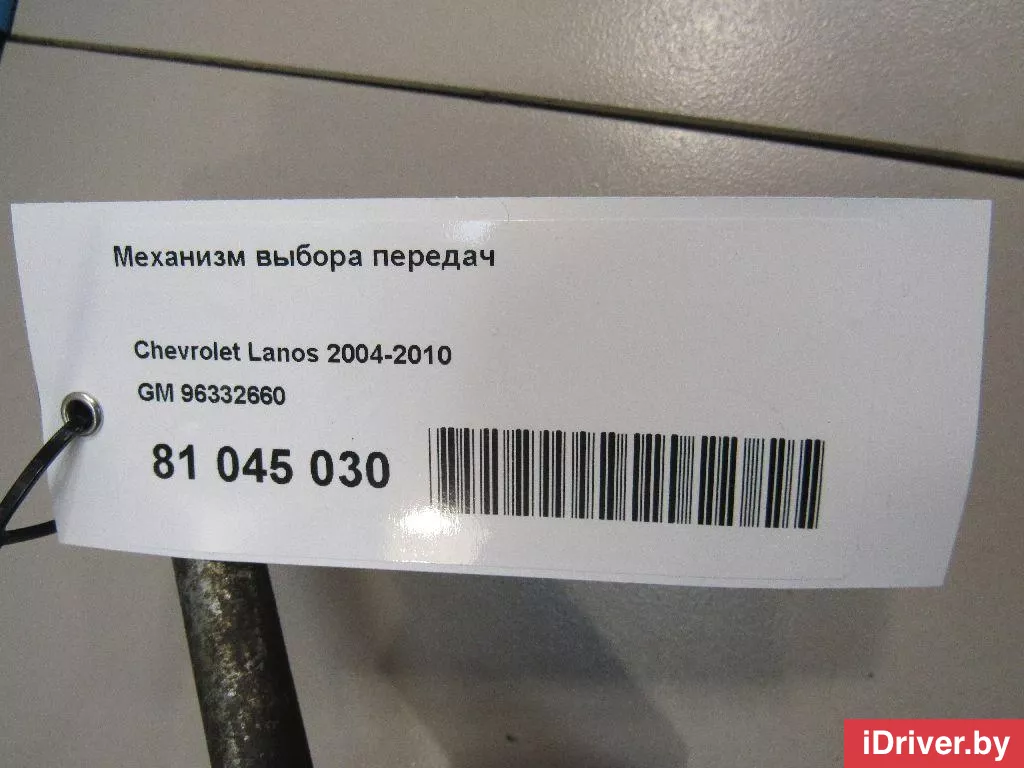 Механизм выбора передач
Chevrolet Lanos 2004-2010
GM 96332660
81 045 030
iDriver.by